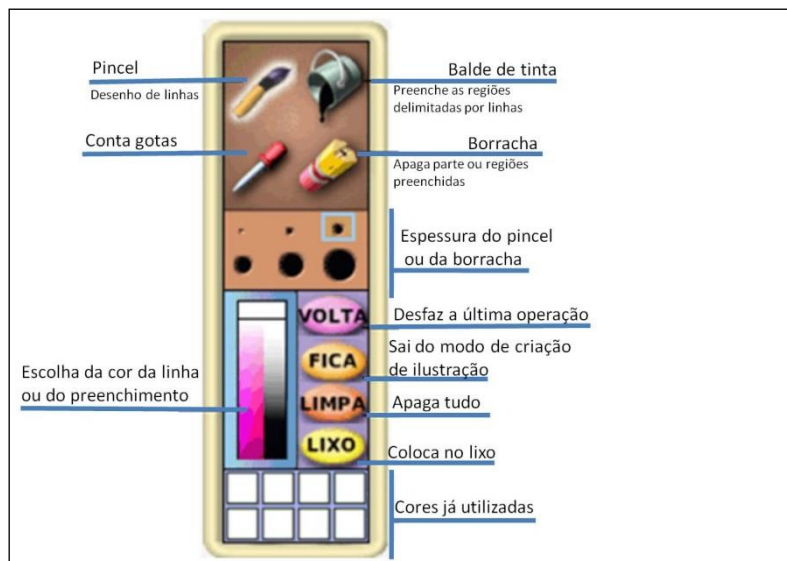 Pincel
Desenho de linhas
Balde de tinta
Preenche as regiões
delimitadas por linhas
Conta gotas
Borracha
Apaga parte ou regiões
preenchidas
Espessura do pincel
ou da borracha
VOLTA
Desfaz a última operação
FICA
Sai do modo de criação
de ilustração
Escolha da cor da linha
ou do preenchimento
LIMPA
Apaga tudo
LIXO
Coloca no lixo
Cores já utilizadas